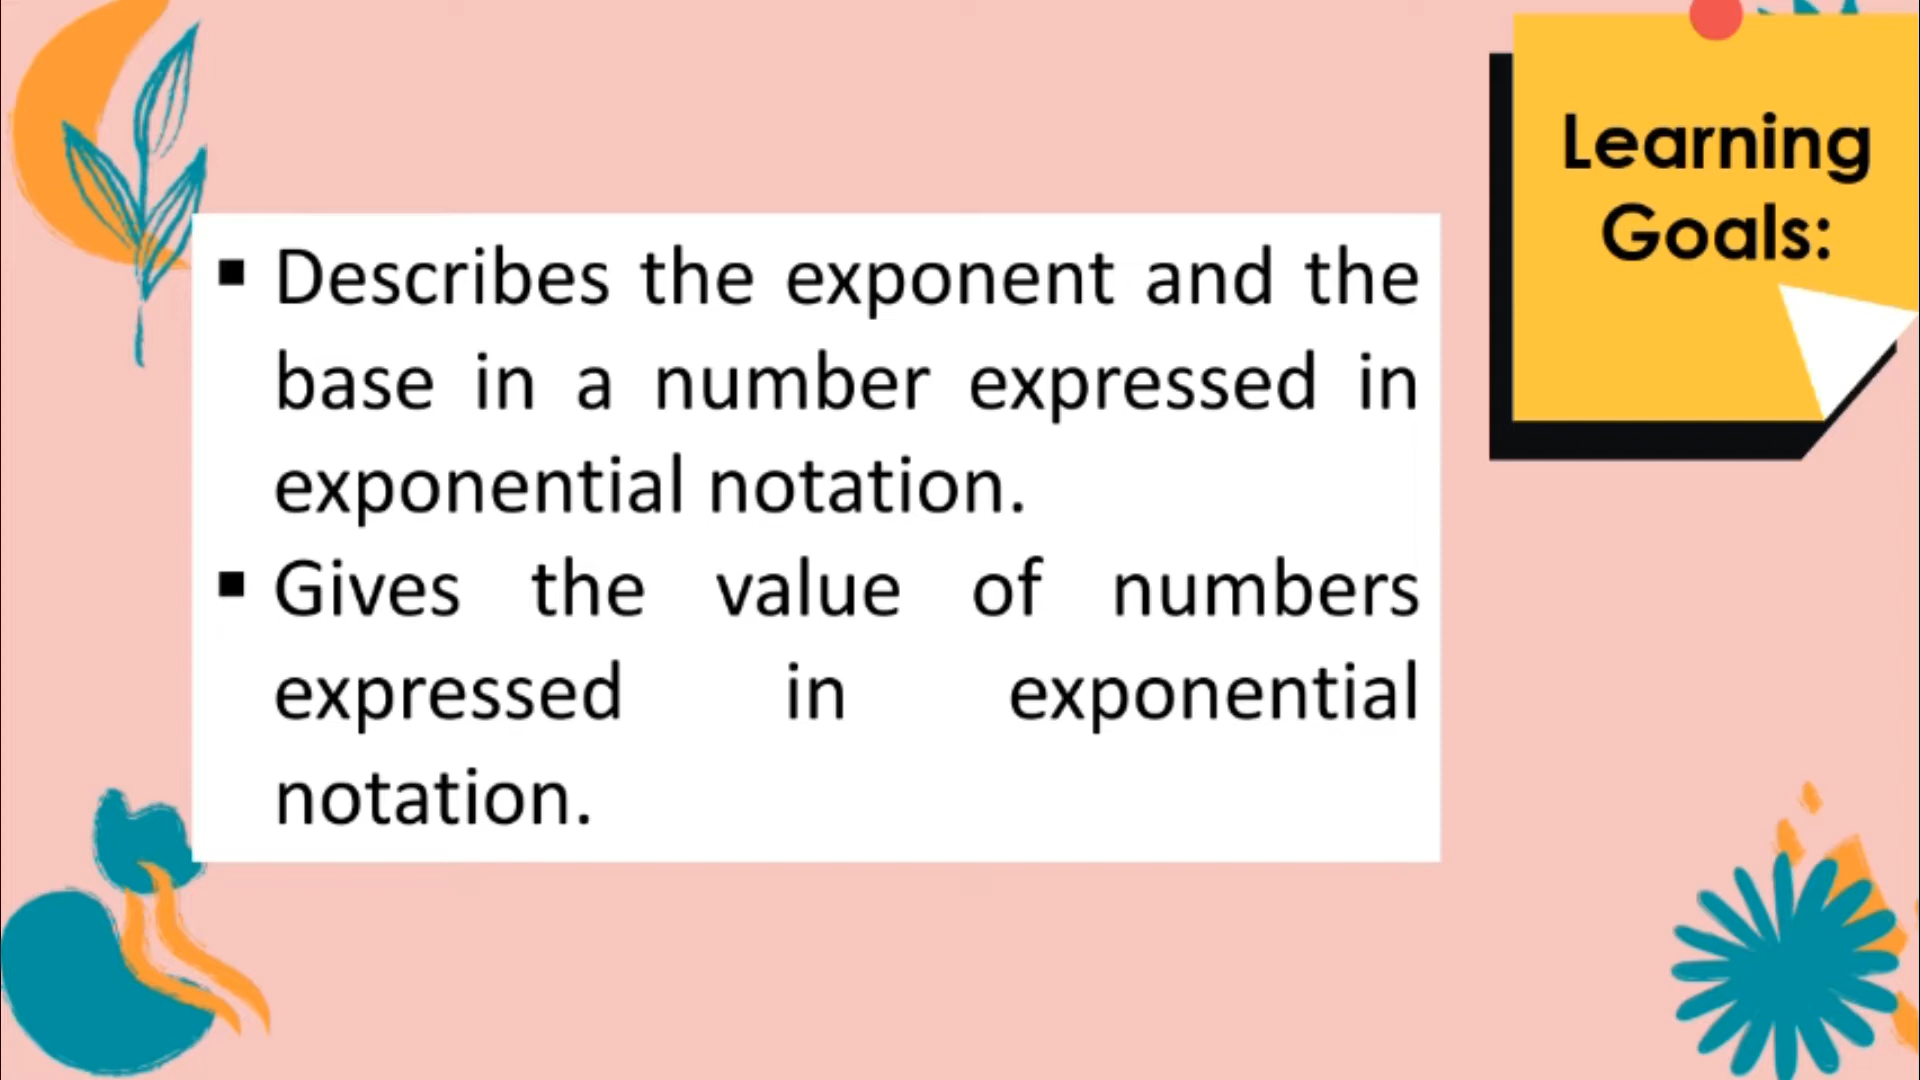 Learning
Goals:
▪ Describes the exponent and the
base in a number expressed in
exponential notation.
▪ Gives the value of numbers
expressed in exponential
notation.